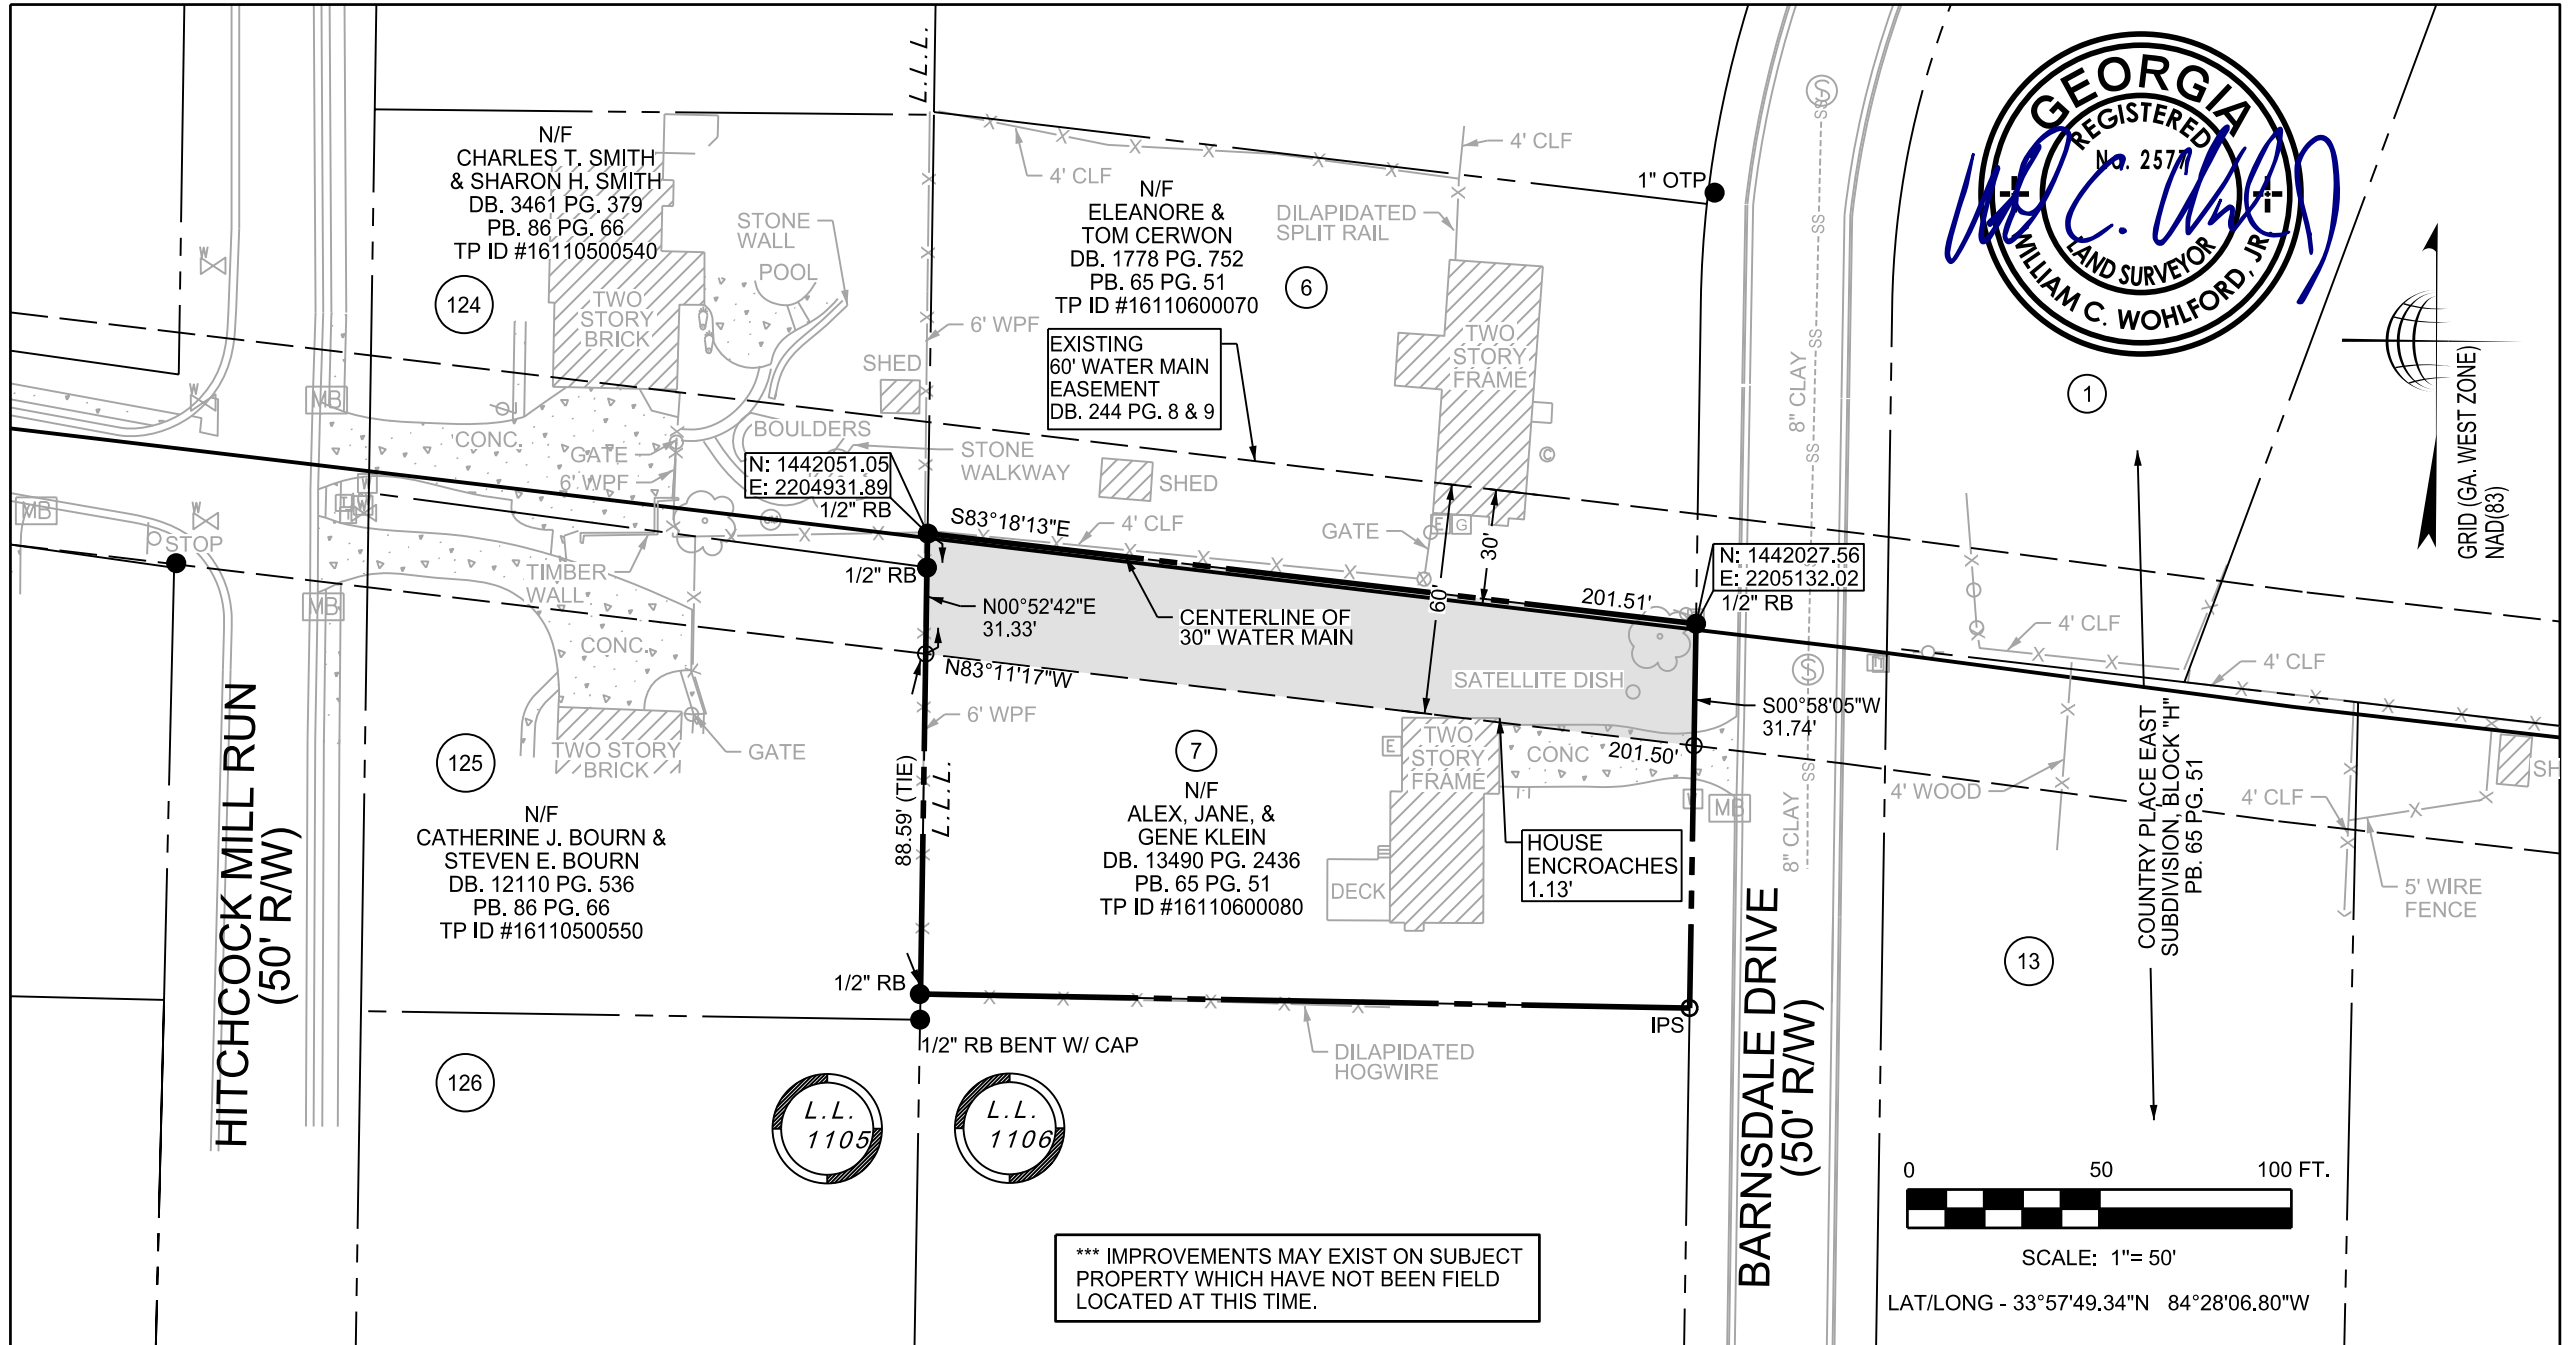 L.L.L.
N/F
CHARLES T. SMITH
& SHARON H. SMITH
DB. 3461 PG. 379
PB. 86 PG. 66
TP ID #16110500540
124
TWO
STORY
BRICK
STONE
WALL
POOL
SHED
4' CLF
6' WPF
N/F
ELEANORE &
TOM CERWON
DB. 1778 PG. 752
PB. 65 PG. 51
TP ID #16110600070
6
EXISTING
60' WATER MAIN
EASEMENT
DB. 244 PG. 8 & 9
DILAPIDATED
SPLIT RAIL
4' CLF
1" OTP
TWO
STORY
FRAME
C
S
SS
SS
8" CLAY
SS
SS
GEORGIA
REGISTERED
No. 2577
LAND SURVEYOR
WILLIAM C. WOHLFORD, JR.
1
GRID (GA. WEST ZONE)
NAD(83)
W
W
MB
CONC.
GATE
6' WPF
BOULDERS
STONE
WALKWAY
SHED
N: 1442051.05
E: 2204931.89
1/2" RB
S83°18'13"E
4' CLF
GATE
E
G
30'
60'
201.51'
N: 1442027.56
E: 2205132.02
1/2" RB
MB
W
STOP
T
W
TIMBER
WALL
MB
CONC.
1/2" RB
N00°52'42"E
31.33'
CENTERLINE OF
30" WATER MAIN
N83°11'17"W
6' WPF
SATELLITE DISH
S00°58'05"W
31.74'
201.50'
S
E
4' CLF
4' CLF
4' WOOD
4' CLF
5' WIRE
FENCE
SH
COUNTRY PLACE EAST
SUBDIVISION, BLOCK "H"
PB. 65 PG. 51
13
125
TWO STORY
BRICK
GATE
N/F
CATHERINE J. BOURN &
STEVEN E. BOURN
DB. 12110 PG. 536
PB. 86 PG. 66
TP ID #16110500550
88.59' (TIE)
L.L.L.
7
N/F
ALEX, JANE, &
GENE KLEIN
DB. 13490 PG. 2436
PB. 65 PG. 51
TP ID #16110600080
E
TWO
STORY
FRAME
DECK
CONC
HOUSE
ENCROACHES
1.13'
W
MB
SS
8" CLAY
1/2" RB
1/2" RB BENT W/ CAP
DILAPIDATED
HOGWIRE
IPS
126
HITCHCOCK MILL RUN
(50' R/W)
BARNSDALE DRIVE
(50' R/W)
L.L.
1105
L.L.
1106
*** IMPROVEMENTS MAY EXIST ON SUBJECT
PROPERTY WHICH HAVE NOT BEEN FIELD
LOCATED AT THIS TIME.
0 50 100 FT.
SCALE: 1"= 50'
LAT/LONG - 33°57'49.34"N 84°28'06.80"W